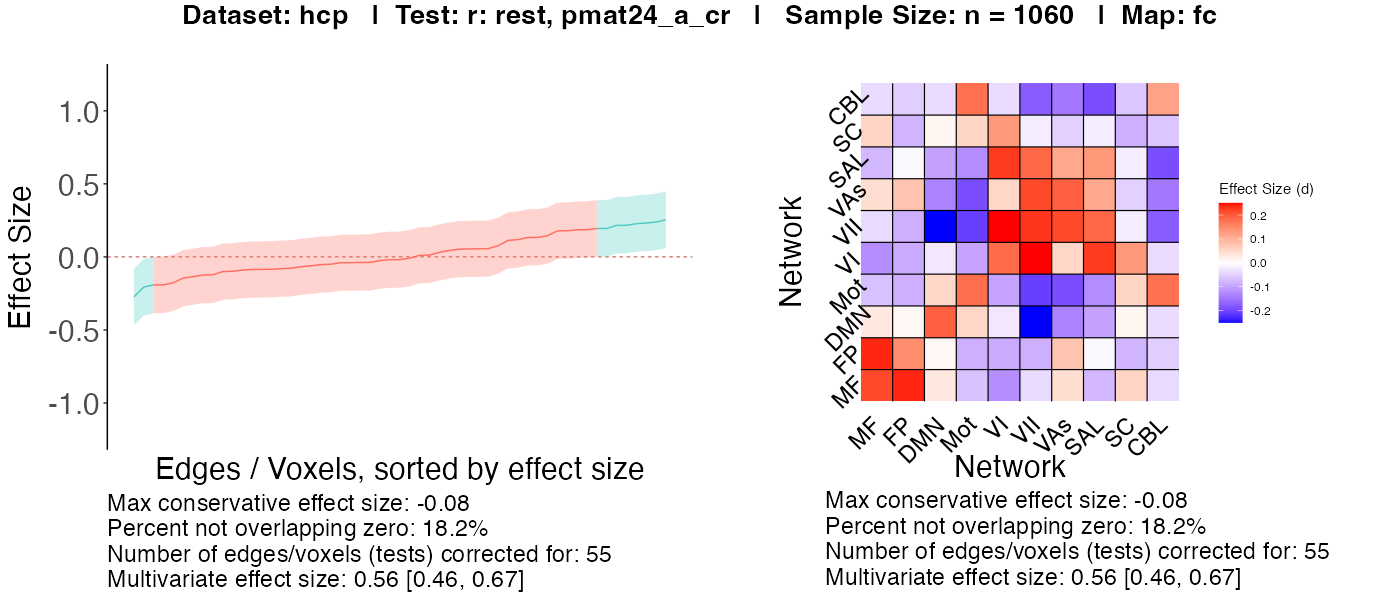 Dataset: hcp | Test: r: rest, pmat24_a_cr | Sample Size: n = 1060 | Map: fc
Effect Size
1.0
0.5
0.0
-0.5
-1.0
Edges / Voxels, sorted by effect size
Max conservative effect size: -0.08
Percent not overlapping zero: 18.2%
Number of edges/voxels (tests) corrected for: 55
Multivariate effect size: 0.56 [0.46, 0.67]
Network
CBL
SC
SAL
VAs
VII
VI
Mot
DMN
FP
MF
MF FP DMN Mot VI VII VAs SAL SC CBL
Network
Effect Size (d)
0.2
0.1
0.0
-0.1
-0.2
Max conservative effect size: -0.08
Percent not overlapping zero: 18.2%
Number of edges/voxels (tests) corrected for: 55
Multivariate effect size: 0.56 [0.46, 0.67]